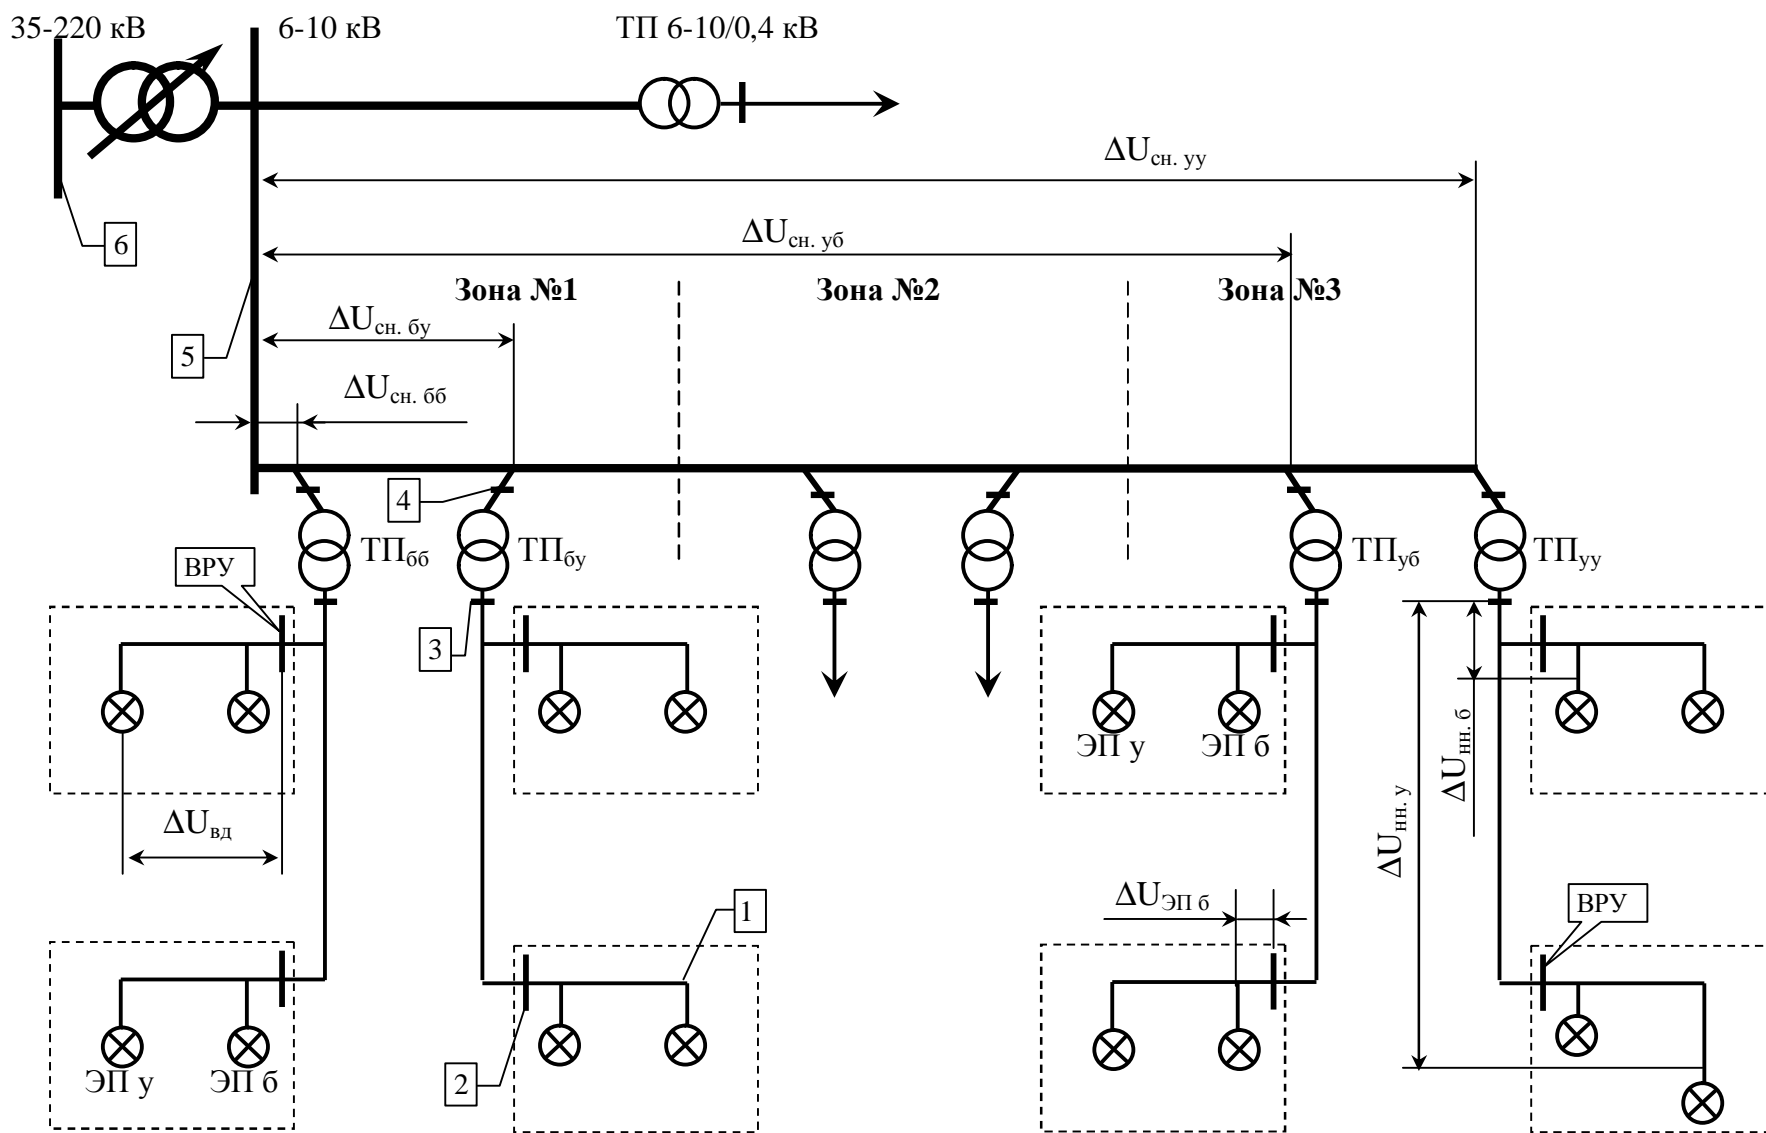 35-220 кВ
6-10 кВ
ТП 6-10/0,4 кВ
ΔUсн. уу
6
ΔUсн. уб
Зона №1
Зона №2
Зона №3
ΔUсн. бу
5
ΔUсн. бб
4
ТПбб
ТПбу
ТПуб
ТПуу
ВРУ
3
ЭП у
ЭП б
ΔUнн. б
ΔUнн. у
ΔUвд
ΔUЭП б
1
ВРУ
ЭП у
ЭП б
2